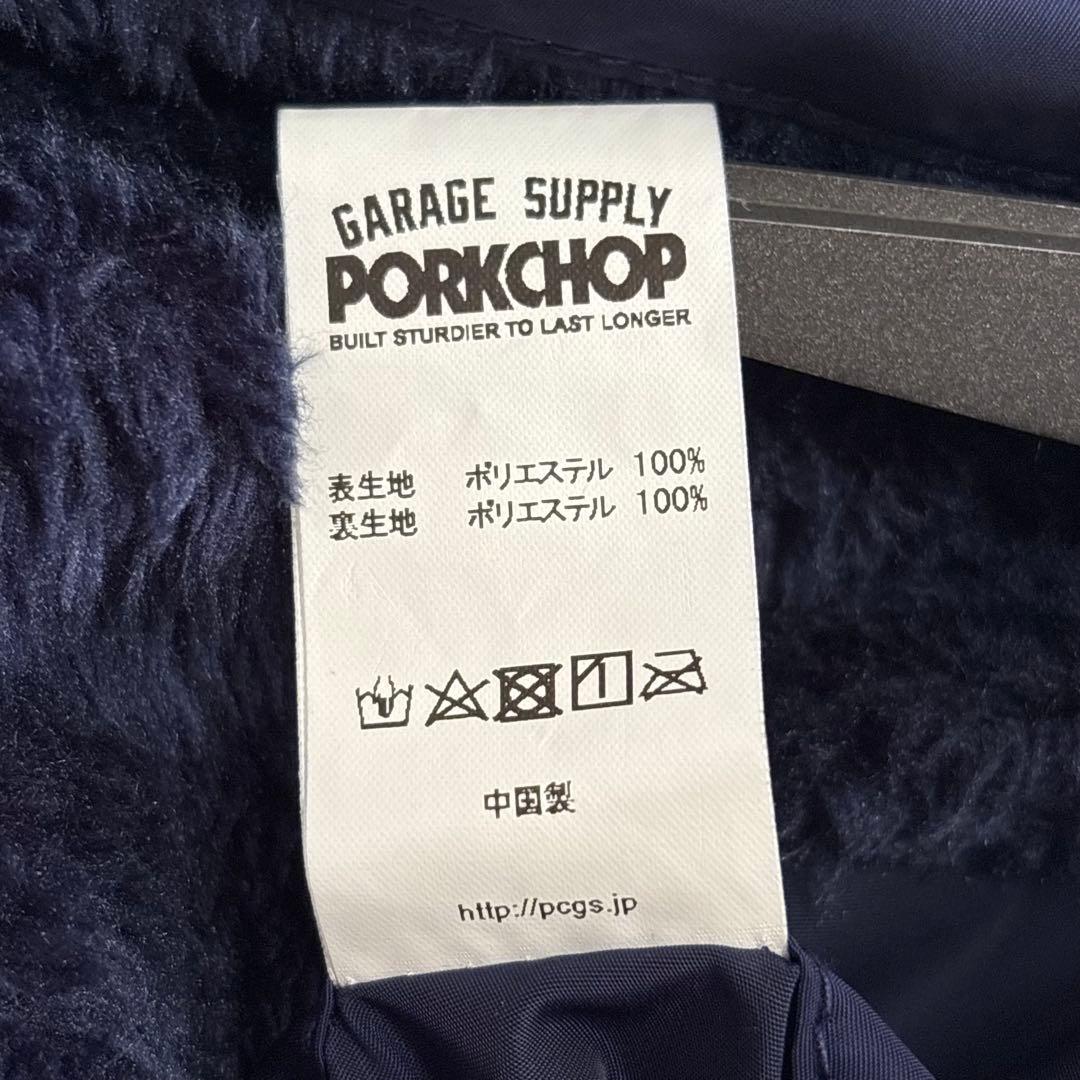 GARAGE SUPPLY
PORKCHOP
BUILT STURDIER TO LAST LONGER
表生地 ポリエステル 100%
裏生地 ポリエステル 100%
中国製
http://pcgs.jp